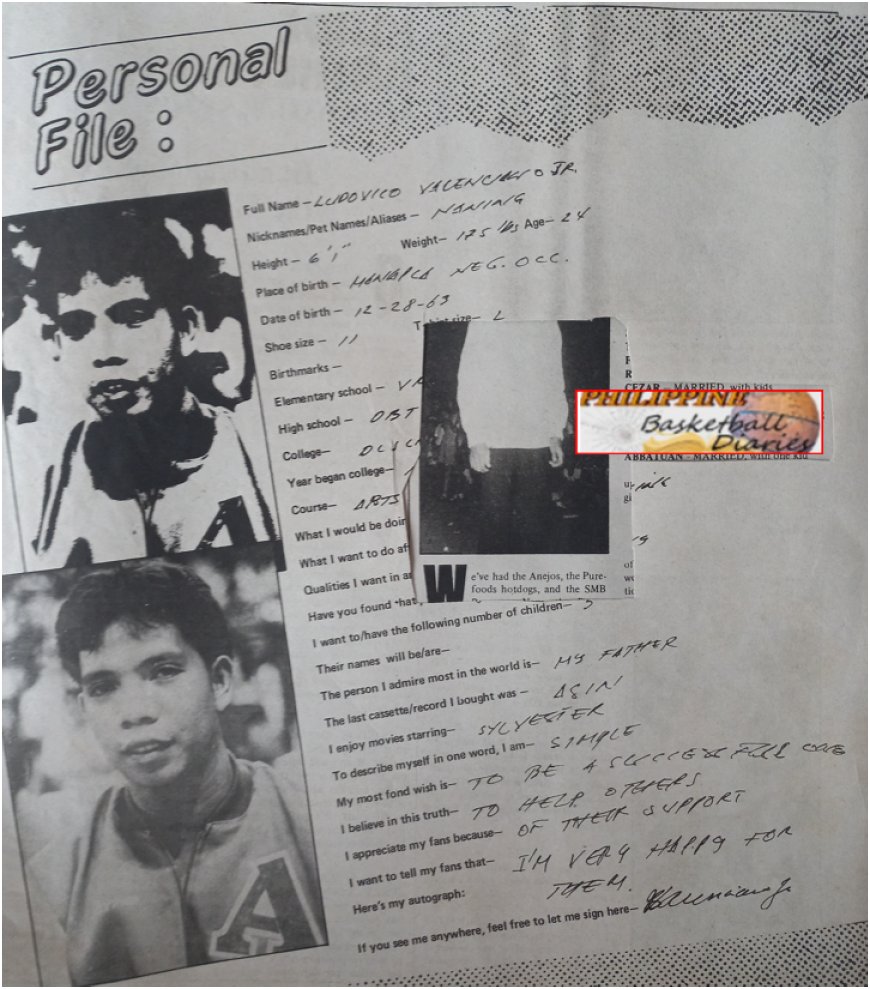 Personal
File :
Full Name – LUDOVICO VALENCIANO JR.
Nicknames/Pet Names/Aliases – NANING
Height – 6'1" Weight – 175 lbs Age – 24
Place of birth – MANAPLA NEG. OCC.
Date of birth – 12-28-63
Shoe size – 11 size – L
Birthmarks –
Elementary school –
High school –
College –
Year began college –
Course – ARTS
What I would be doin
What I want to do af
Qualities I want in a
Have you found
I want to/have the following number of children –
Their names will be/are –
The person I admire most in the world is – MY FATHER
The last cassette/record I bought was – ASIN
I enjoy movies starring – SYLVESTER
To describe myself in one word, I am – SIMPLE
My most fond wish is – TO BE A SUCCESSFULL
I believe in this truth – TO HELP OTHERS
I appreciate my fans because – OF THEIR SUPPORT
I want to tell my fans that – I'M VERY HAPPY FOR
THEM.
Here's my autograph:
If you see me anywhere, feel free to let me sign here –
CEZAR – MARRIED, with kids
PHILIPPINE
Basketball
Diaries
ABBATUAN – MARRIED, with one kid
We've had the Anejos, the Pure-
foods hotdogs, and the SMB
A
A